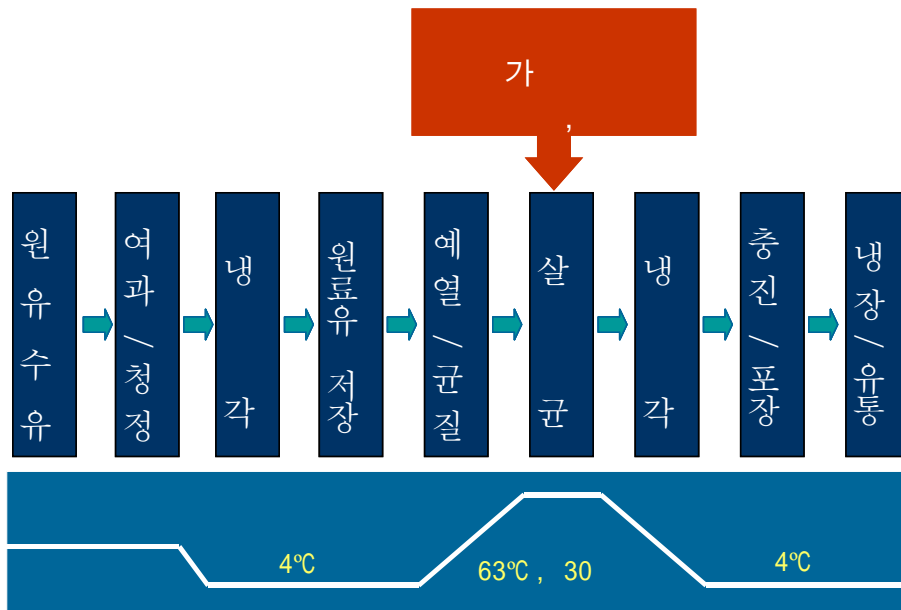 가
,
원유수유
여과/청정
냉각
원료유 저장
예열/균질
살균
냉각
충진/포장
냉장/유통
4℃
63℃, 30
4℃